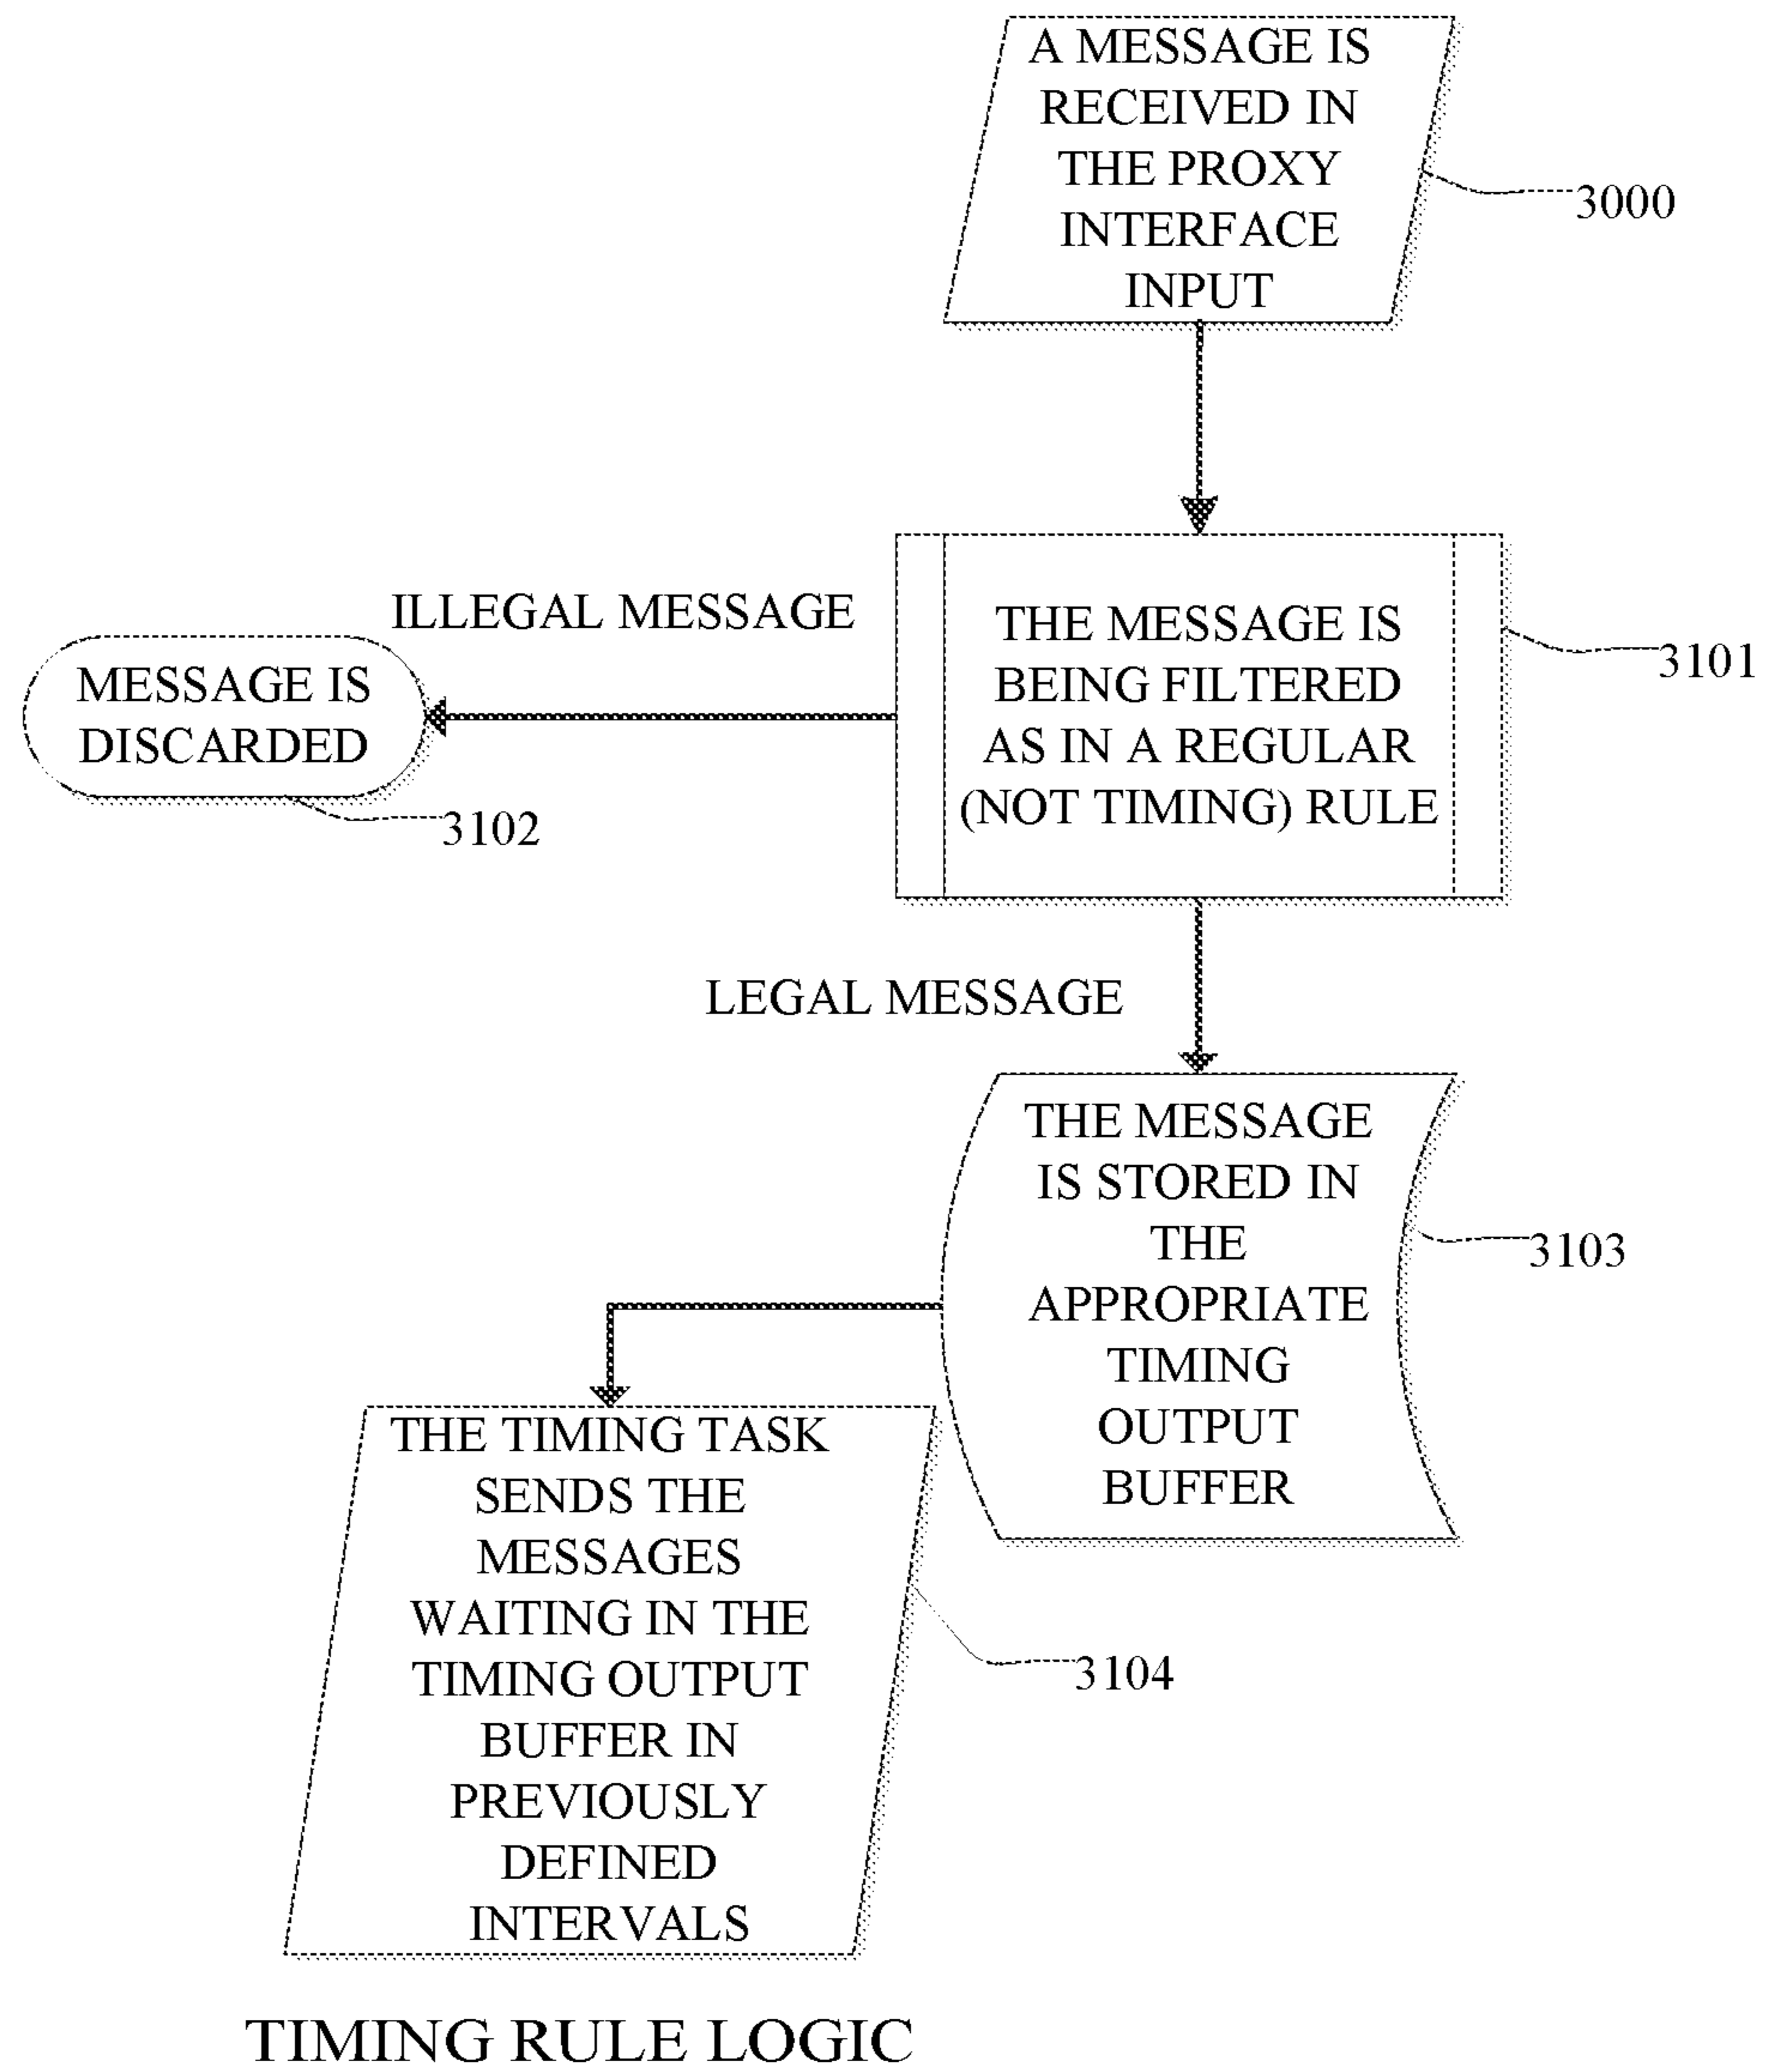 A MESSAGE IS
RECEIVED IN
THE PROXY
INTERFACE
INPUT
3000
ILLEGAL MESSAGE
THE MESSAGE IS
BEING FILTERED
AS IN A REGULAR
(NOT TIMING) RULE
3101
MESSAGE IS
DISCARDED
3102
LEGAL MESSAGE
THE MESSAGE
IS STORED IN
THE
APPROPRIATE
TIMING
OUTPUT
BUFFER
3103
THE TIMING TASK
SENDS THE
MESSAGES
WAITING IN THE
TIMING OUTPUT
BUFFER IN
PREVIOUSLY
DEFINED
INTERVALS
3104
TIMING RULE LOGIC